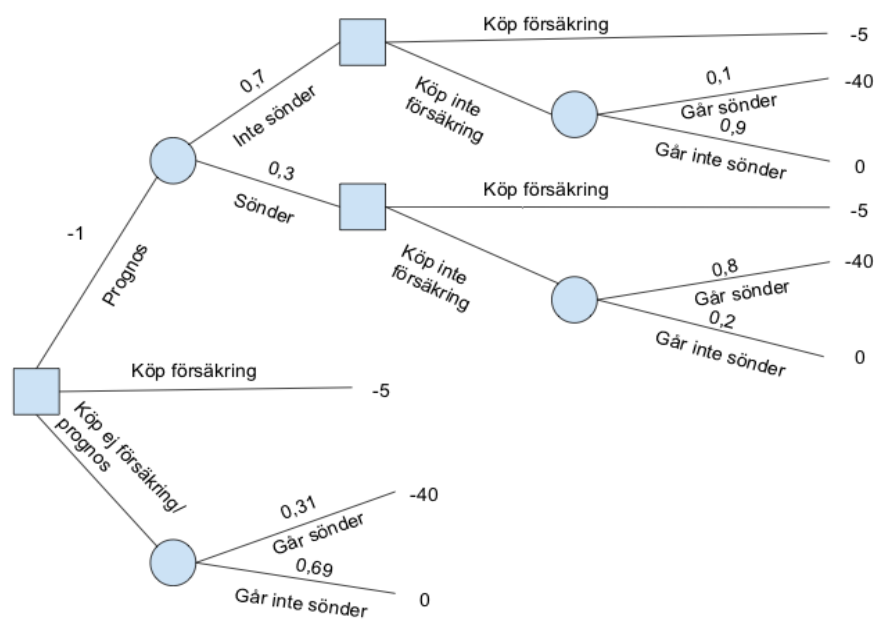 Köp försäkring
-5
0,7
Inte sönder
Köp inte
försäkring
0,1
-40
Går sönder
0,9
Går inte sönder
0
0,3
Sönder
Köp försäkring
-5
Köp inte
försäkring
0,8
-40
Går sönder
0,2
Går inte sönder
0
-1
Prognos
Köp försäkring
-5
Köp ej försäkring/
prognos
0,31
-40
Går sönder
0,69
Går inte sönder
0